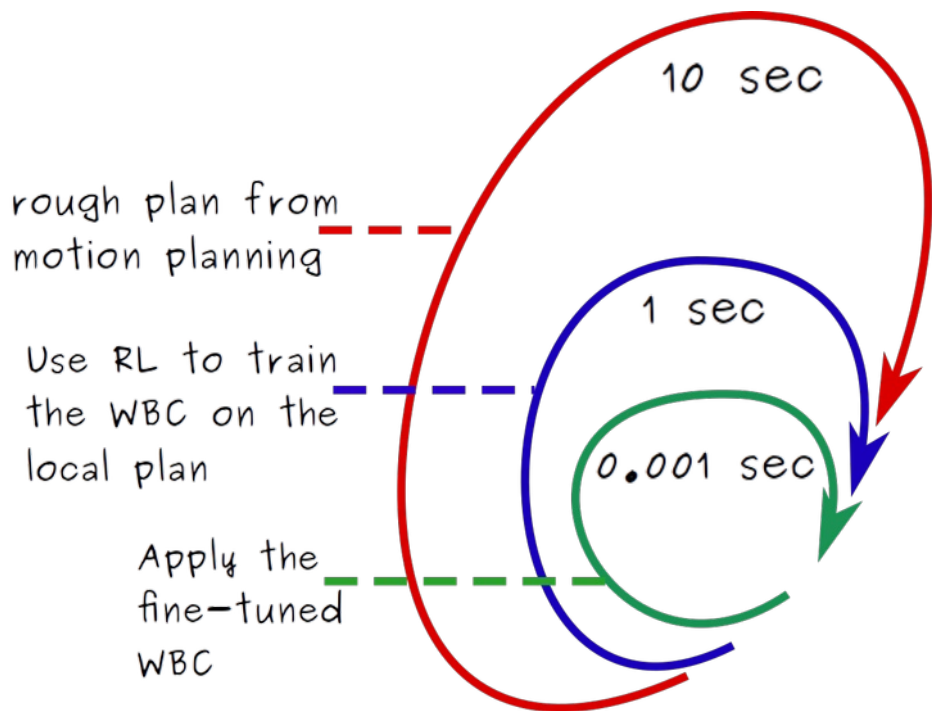 10 sec
rough plan from
motion planning
1 sec
Use RL to train
the WBC on the
local plan
0.001 sec
Apply the
fine-tuned
WBC